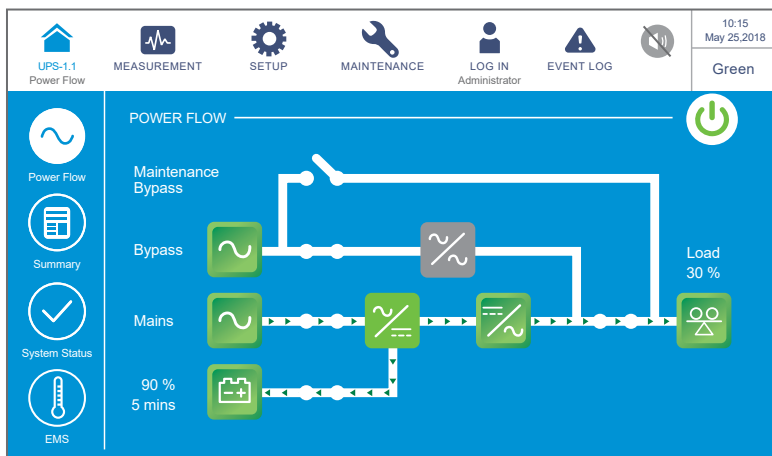 UPS-1.1
Power Flow
MEASUREMENT
SETUP
MAINTENANCE
LOG IN
Administrator
EVENT LOG
10:15
May 25,2018
Green
Power Flow
Summary
System Status
EMS
POWER FLOW
Maintenance
Bypass
Bypass
Mains
90 %
5 mins
Load
30 %